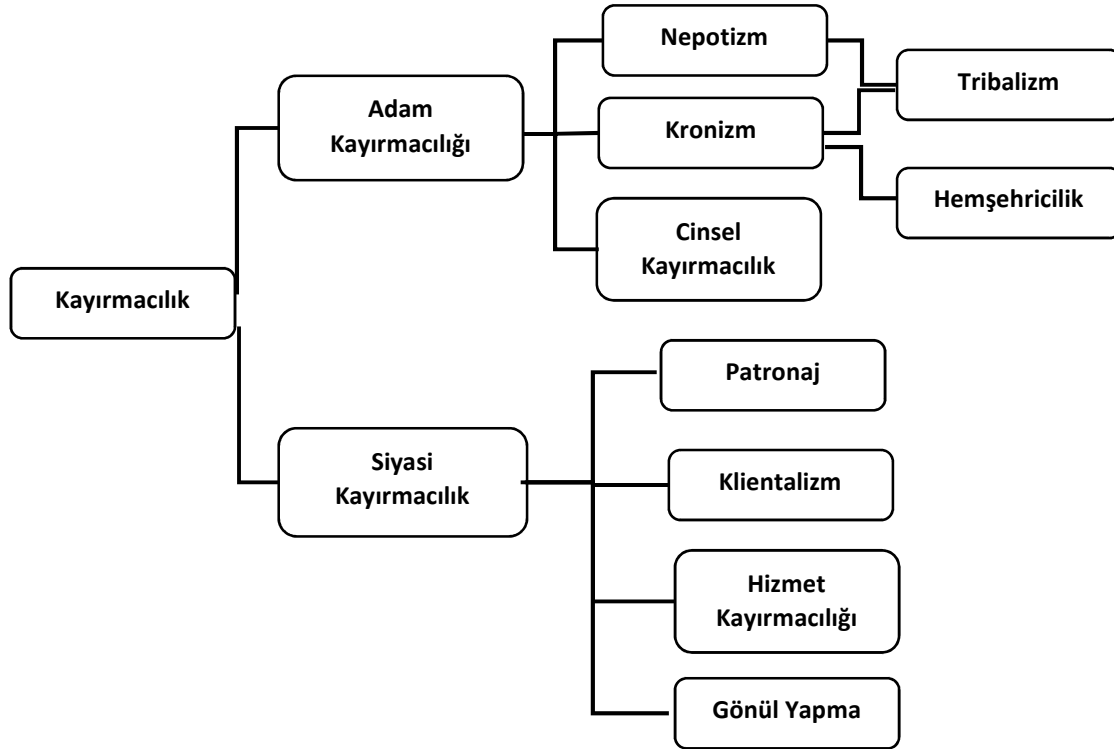 Kayırmacılık
Adam
Kayırmacılığı
Nepotizm
Kronizm
Cinsel
Kayırmacılık
Tribalizm
Hemşehricilik
Siyasi
Kayırmacılık
Patronaj
Klientalizm
Hizmet
Kayırmacılığı
Gönül Yapma